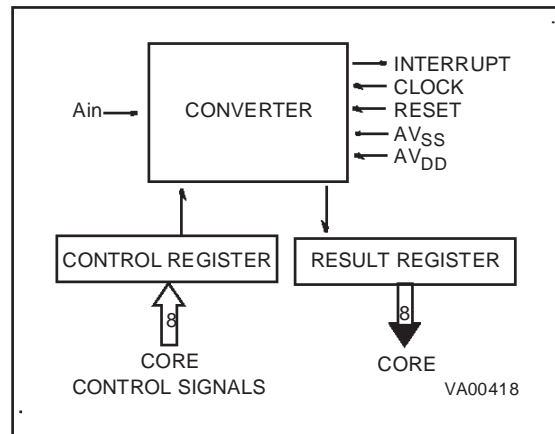 INTERRUPT
CLOCK
Ain
CONVERTER
RESET
AVSS
AVDD
CONTROL REGISTER
RESULT REGISTER
8
8
CORE
CONTROL SIGNALS
CORE
VA00418